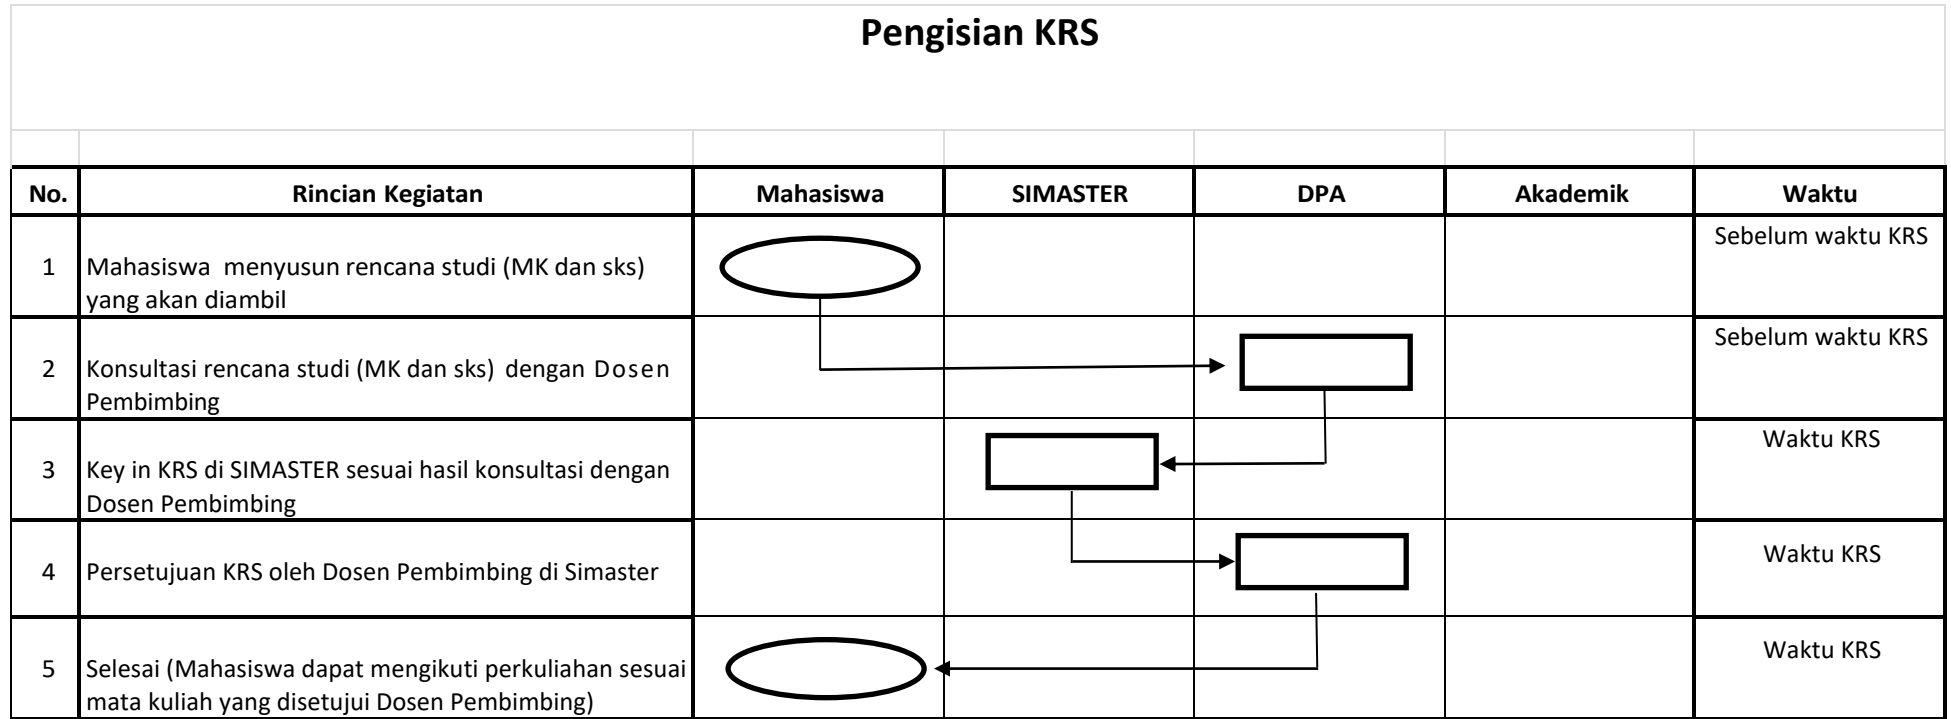 Pengisian KRS
No. Rincian Kegiatan Mahasiswa SIMASTER DPA Akademik Waktu
Sebelum waktu KRS
1 Mahasiswa menyusun rencana studi (MK dan sks)
yang akan diambil
Sebelum waktu KRS
2 Konsultasi rencana studi (MK dan sks) dengan Dosen
Pembimbing
Waktu KRS
3 Key in KRS di SIMASTER sesuai hasil konsultasi dengan
Dosen Pembimbing
Waktu KRS
4 Persetujuan KRS oleh Dosen Pembimbing di Simaster
Waktu KRS
5 Selesai (Mahasiswa dapat mengikuti perkuliahan sesuai
mata kuliah yang disetujui Dosen Pembimbing)